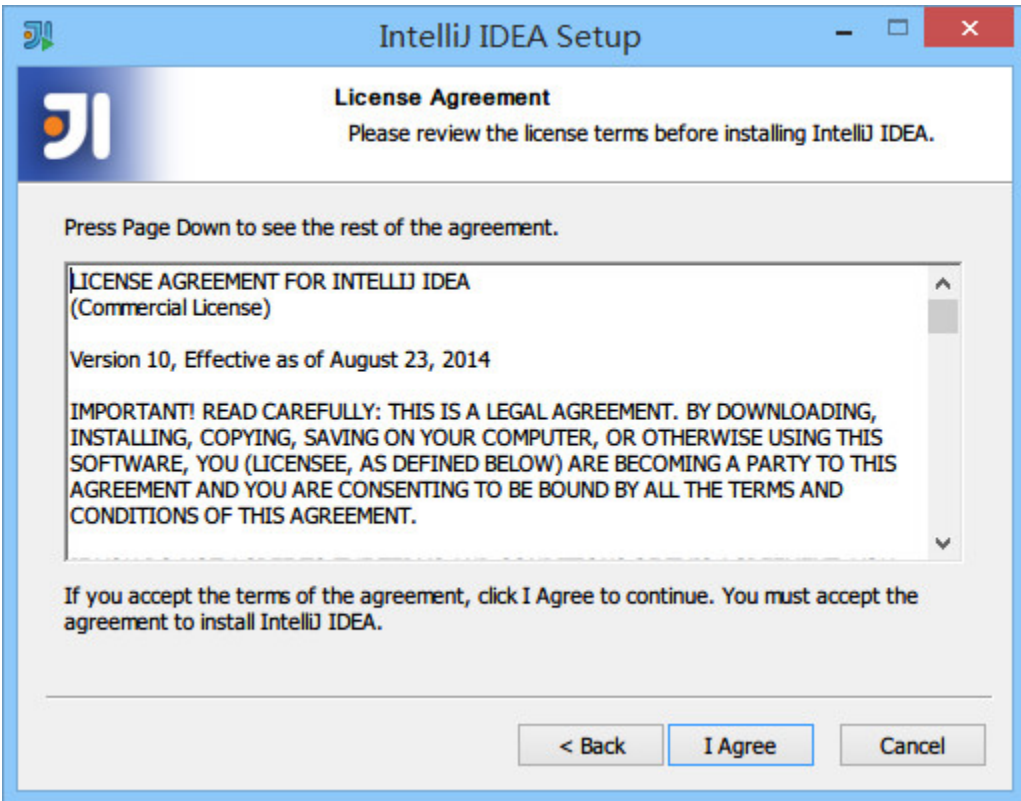 IntelliJ IDEA Setup
License Agreement
Please review the license terms before installing IntelliJ IDEA.
Press Page Down to see the rest of the agreement.
LICENSE AGREEMENT FOR INTELLIJ IDEA
(Commercial License)
Version 10, Effective as of August 23, 2014
IMPORTANT! READ CAREFULLY: THIS IS A LEGAL AGREEMENT. BY DOWNLOADING,
INSTALLING, COPYING, SAVING ON YOUR COMPUTER, OR OTHERWISE USING THIS
SOFTWARE, YOU (LICENSEE, AS DEFINED BELOW) ARE BECOMING A PARTY TO THIS
AGREEMENT AND YOU ARE CONSENTING TO BE BOUND BY ALL THE TERMS AND
CONDITIONS OF THIS AGREEMENT.
If you accept the terms of the agreement, click I Agree to continue. You must accept the
agreement to install IntelliJ IDEA.
< Back
I Agree
Cancel